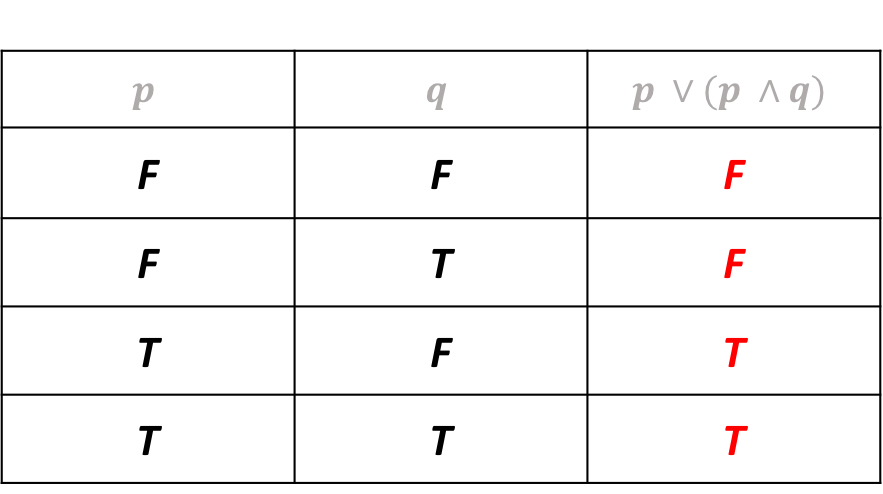 p q p ∨ (p ∧ q)
F F F
F T F
T F T
T T T